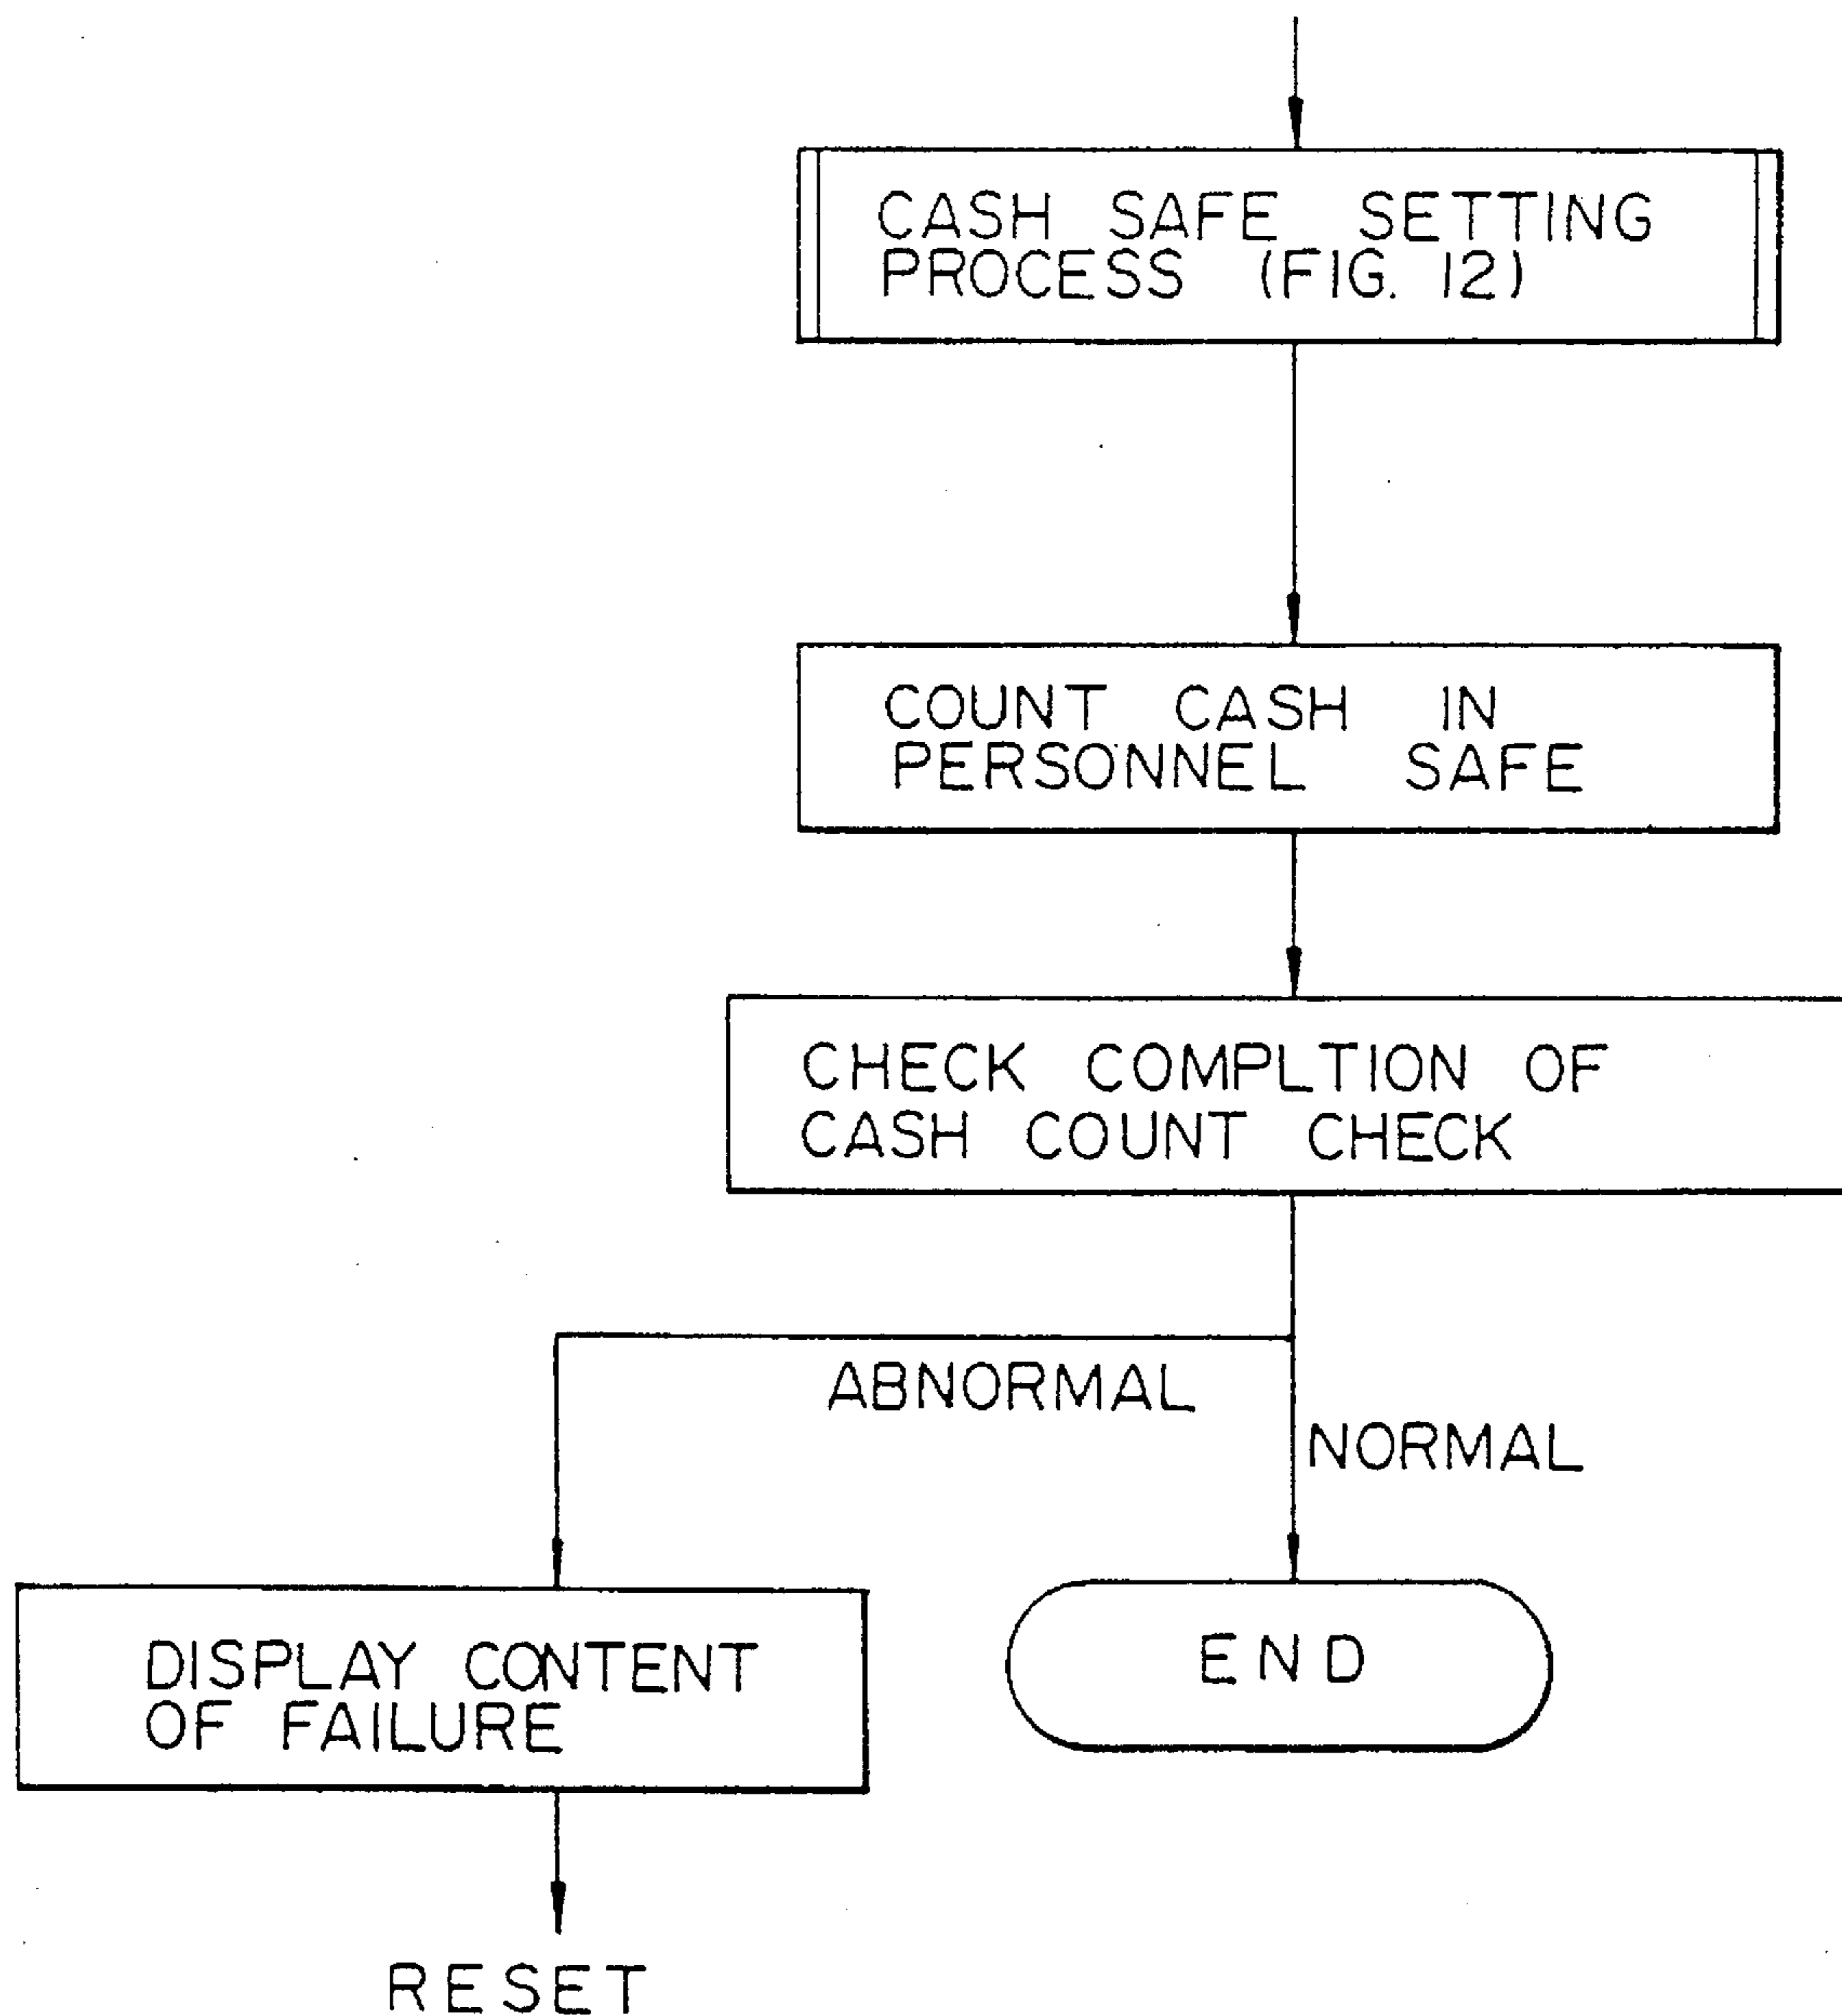 CASH SAFE SETTING
PROCESS (FIG. 12)
COUNT CASH IN
PERSONNEL SAFE
CHECK COMPLTION OF
CASH COUNT CHECK
ABNORMAL
NORMAL
DISPLAY CONTENT
OF FAILURE
END
RESET